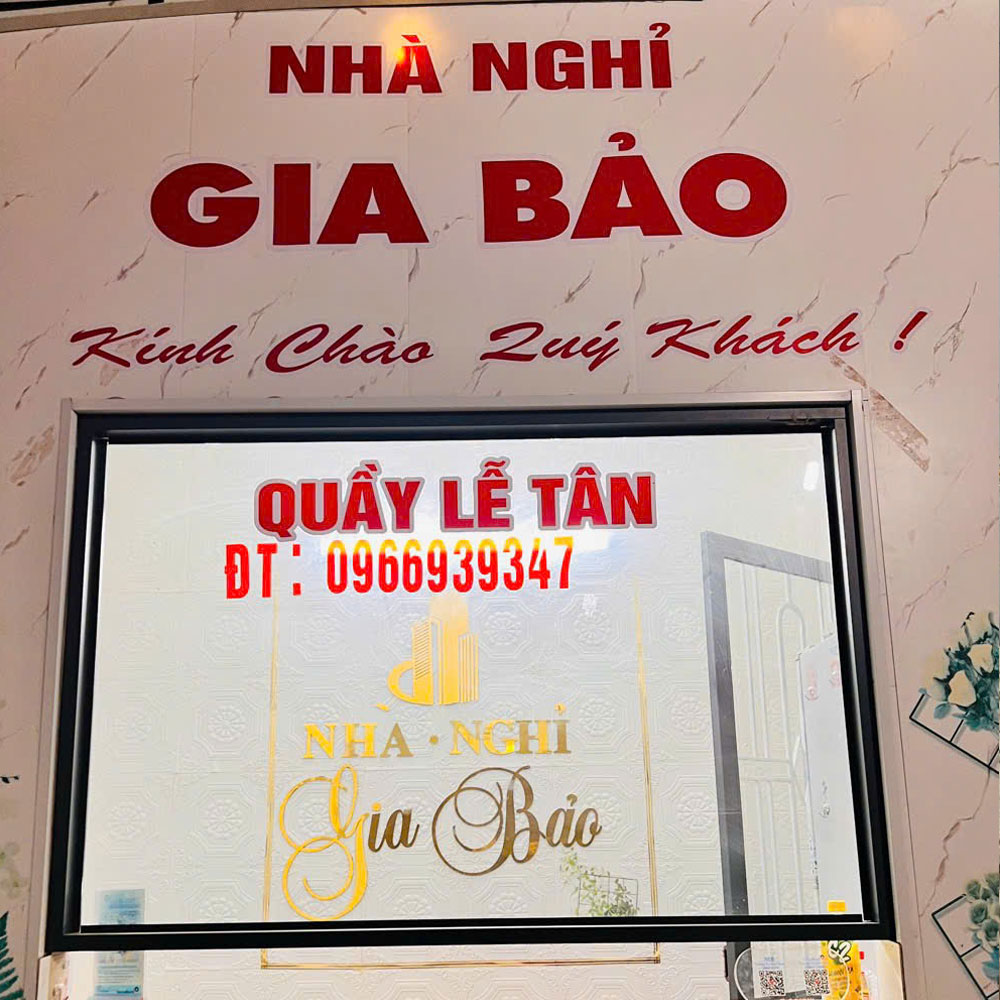 NHÀ NGHỈ
GIA BẢO
Kính Chào Quý Khách !
QUẦY LỄ TÂN
ĐT: 0966939347
NHÀ · NGHỈ
Gia Bảo